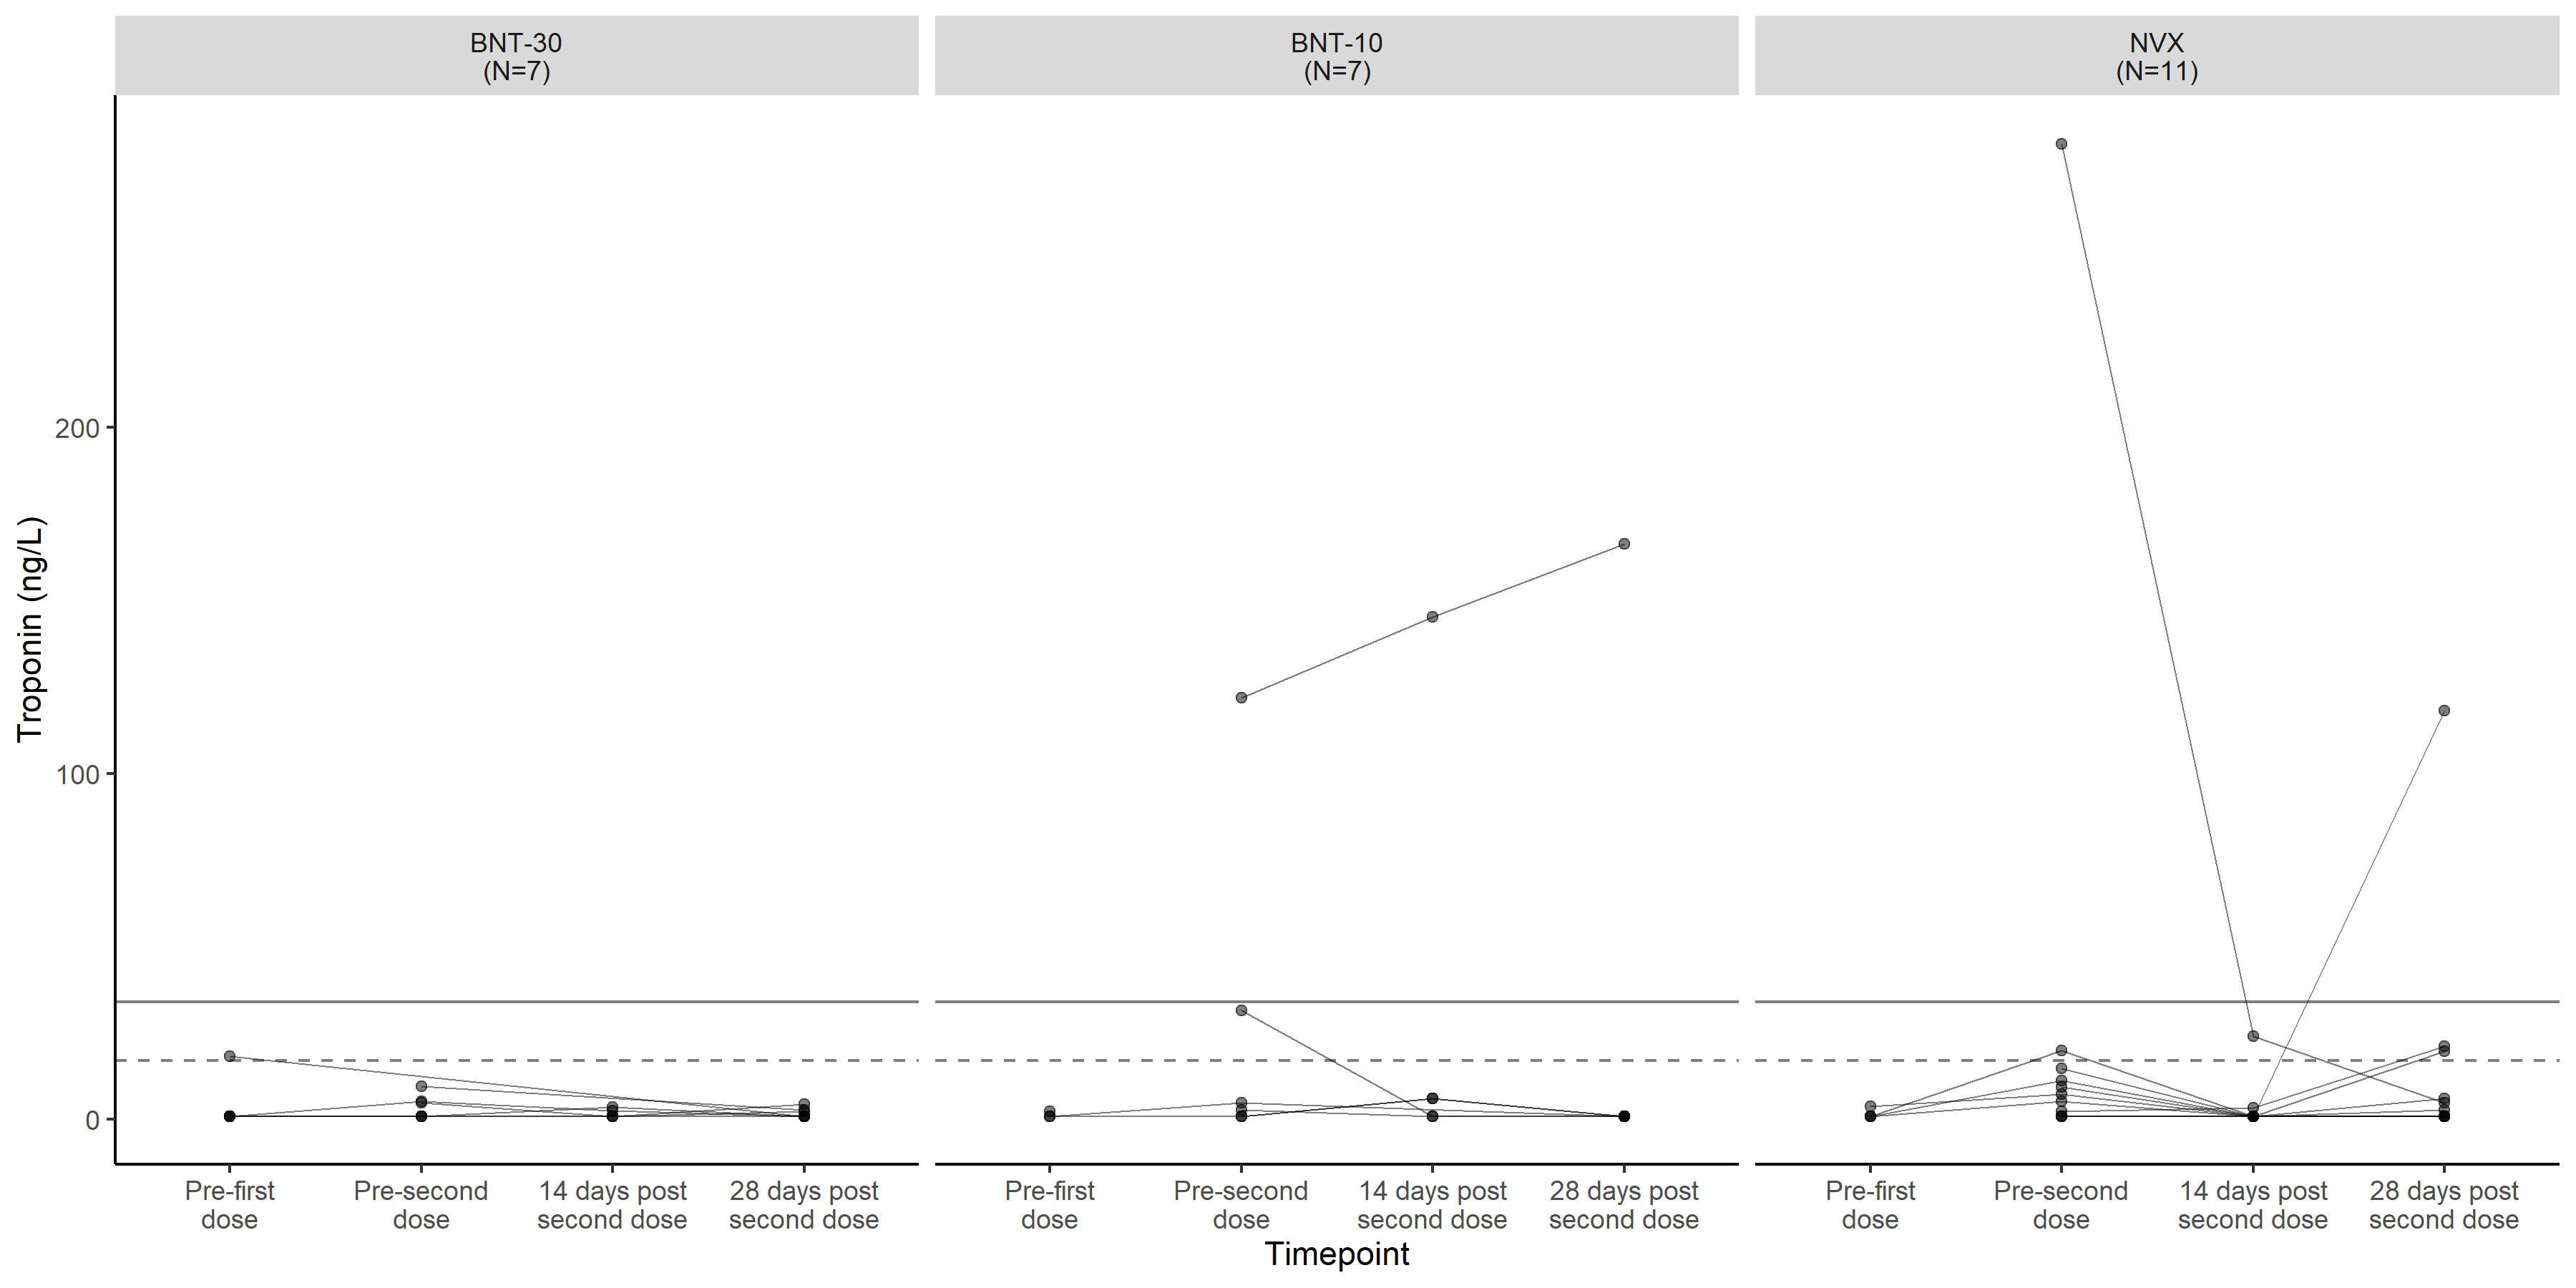 BNT-30
(N=7)
BNT-10
(N=7)
NVX
(N=11)
Troponin (ng/L)
200
100
0
Pre-first
dose
Pre-second
dose
14 days post
second dose
28 days post
second dose
Pre-first
dose
Pre-second
dose
14 days post
second dose
28 days post
second dose
Pre-first
dose
Pre-second
dose
14 days post
second dose
28 days post
second dose
Timepoint